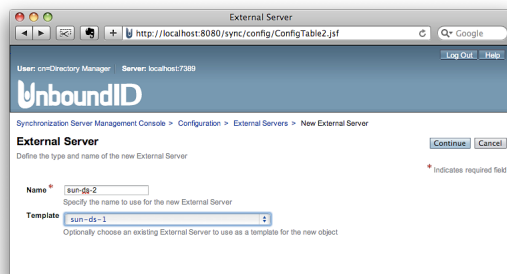 External Server
http://localhost:8080/sync/config/ConfigTable2.jsf
Google
Log Out Help
User: cn=Directory Manager Server: localhost:7389
UnboundID
Synchronization Server Management Console > Configuration > External Servers > New External Server
External Server
Continue Cancel
Define the type and name of the new External Server
* Indicates required field
Name * sun-ds-2
Specify the name to use for the new External Server
Template sun-ds-1
Optionally choose an existing External Server to use as a template for the new object